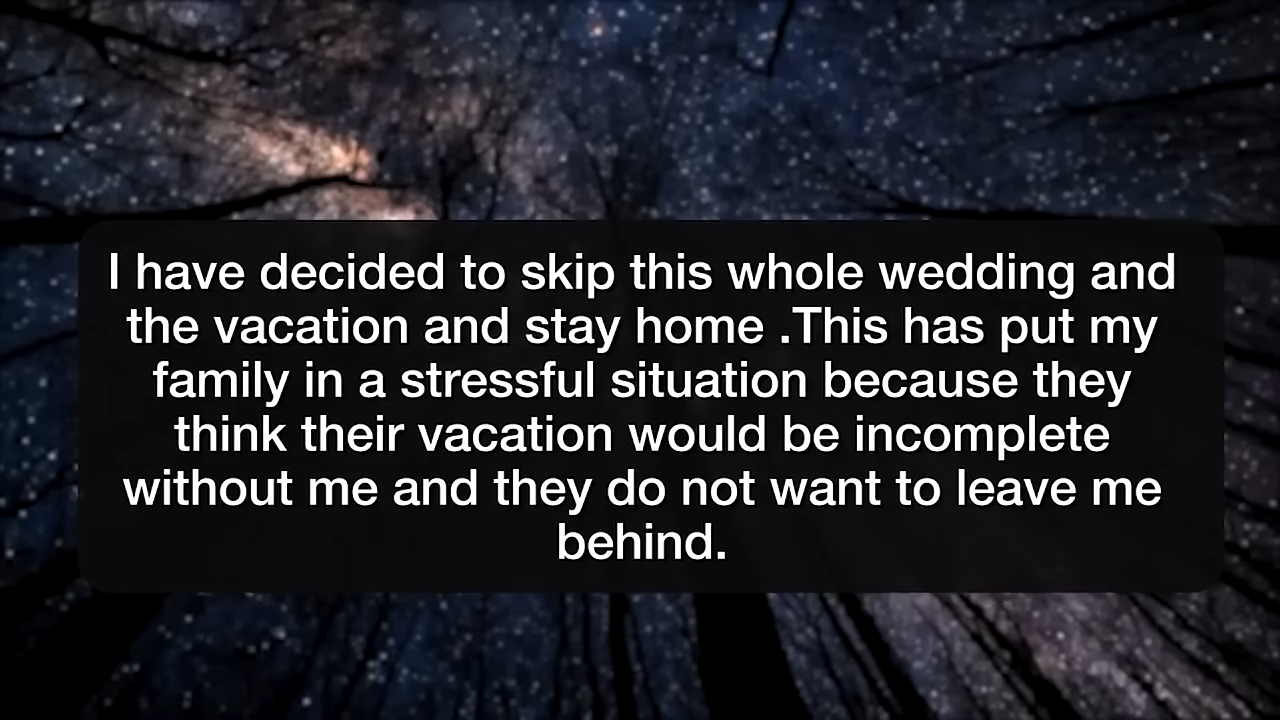 I have decided to skip this whole wedding and
the vacation and stay home .This has put my
family in a stressful situation because they
think their vacation would be incomplete
without me and they do not want to leave me
behind.